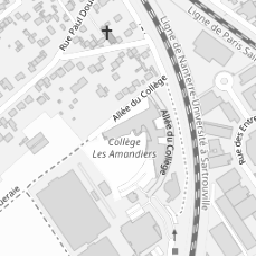 Rue Paul Dou
Ligne de Paris Sai
Ligne de Nanterre-Université à Sartrouville
Allée du Collège
Allée du Collège
Collège
Les Amandiers
Rue des Entre
eraie